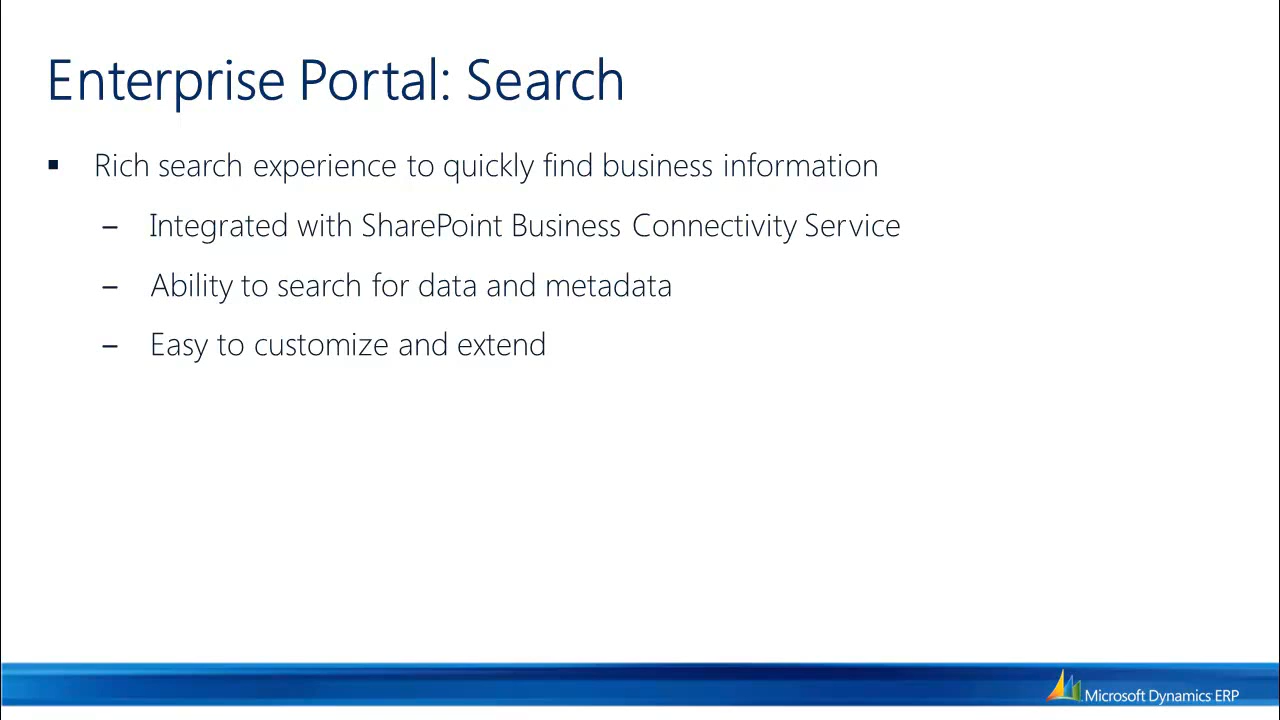 Enterprise Portal: Search
▪ Rich search experience to quickly find business information
– Integrated with SharePoint Business Connectivity Service
– Ability to search for data and metadata
– Easy to customize and extend
Microsoft Dynamics ERP